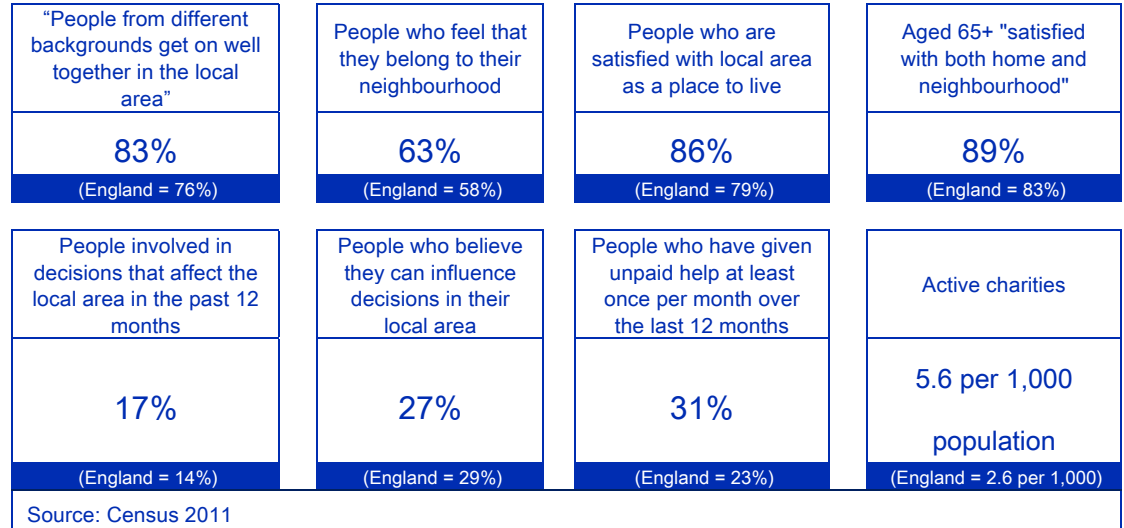 “People from different
backgrounds get on well
together in the local
area”
83%
(England = 76%)
People who feel that
they belong to their
neighbourhood
63%
(England = 58%)
People who are
satisfied with local area
as a place to live
86%
(England = 79%)
Aged 65+ "satisfied
with both home and
neighbourhood"
89%
(England = 83%)
People involved in
decisions that affect the
local area in the past 12
months
17%
(England = 14%)
People who believe
they can influence
decisions in their
local area
27%
(England = 29%)
People who have given
unpaid help at least
once per month over
the last 12 months
31%
(England = 23%)
Active charities
5.6 per 1,000
population
(England = 2.6 per 1,000)
Source: Census 2011